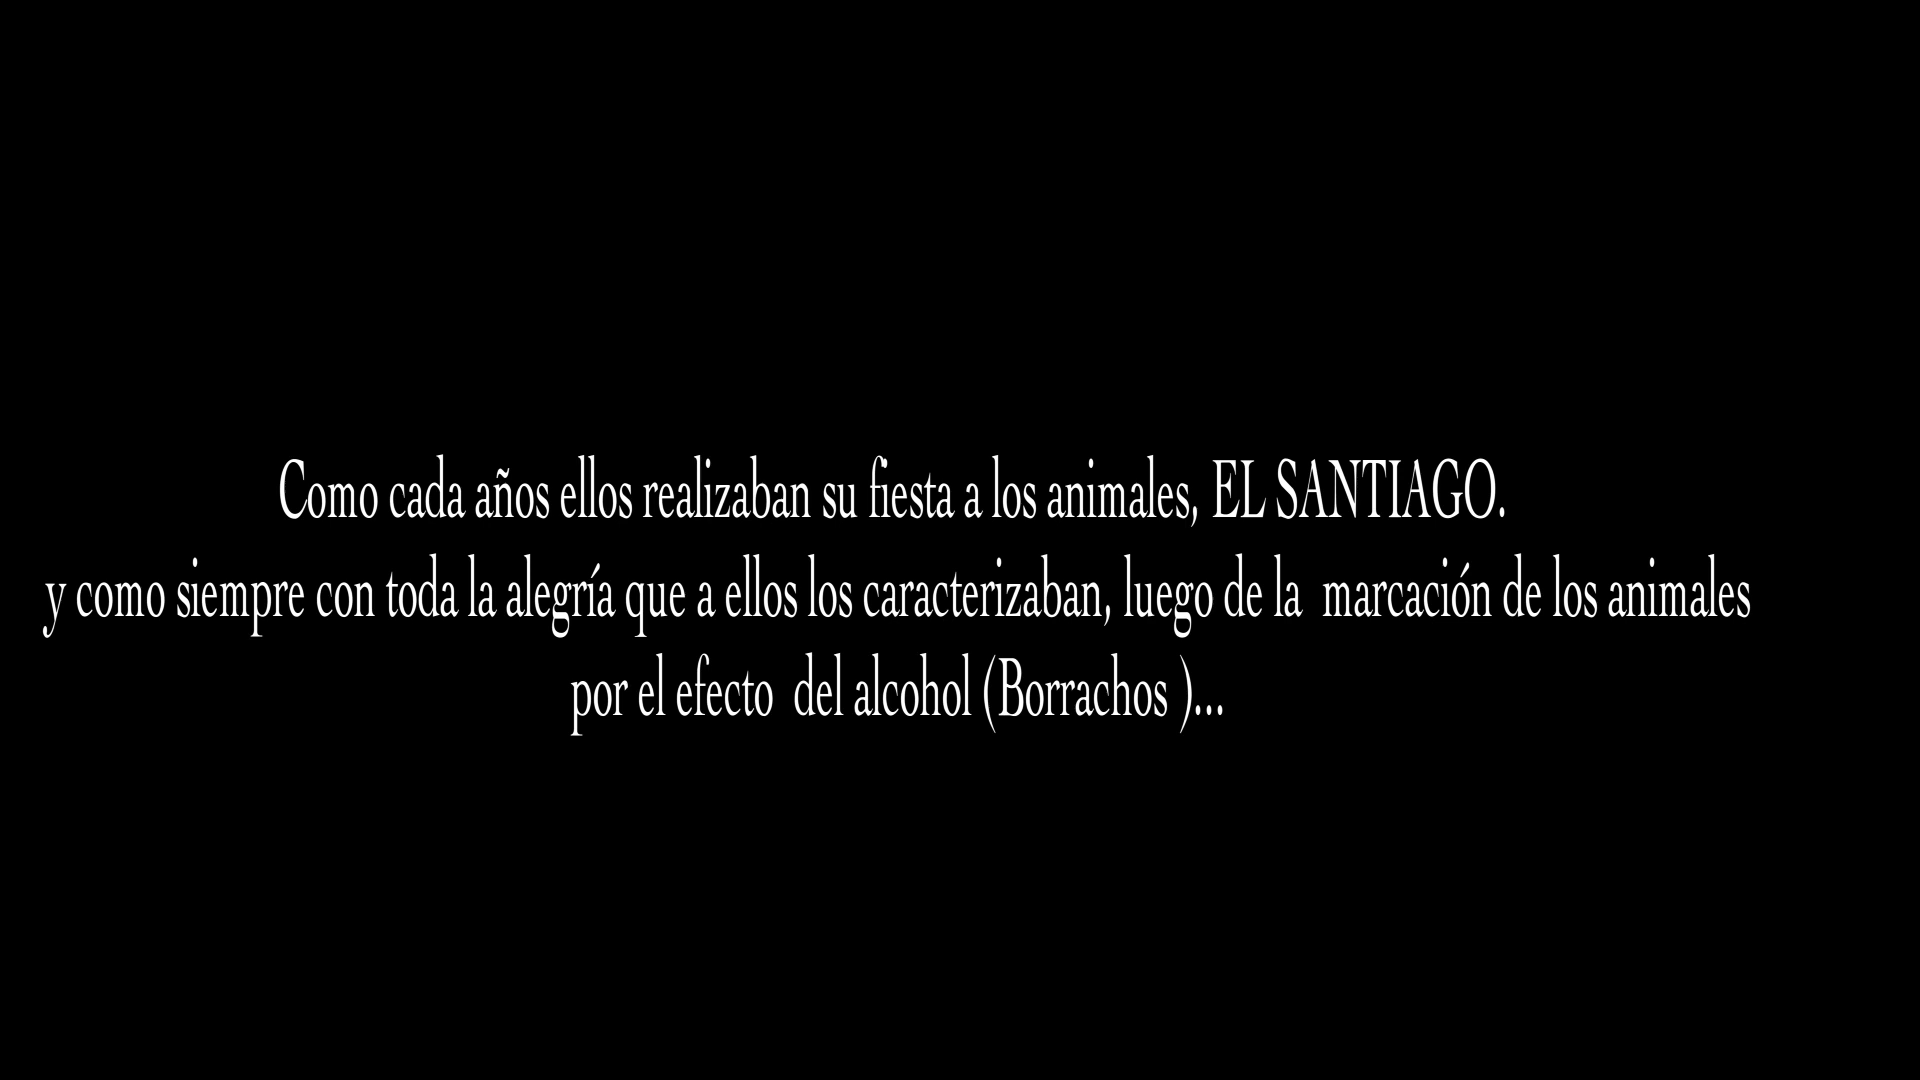 Como cada años ellos realizaban su fiesta a los animales, EL SANTIAGO.
y como siempre con toda la alegría que a ellos los caracterizaban, luego de la  marcación de los animales
por el efecto  del alcohol (Borrachos )...